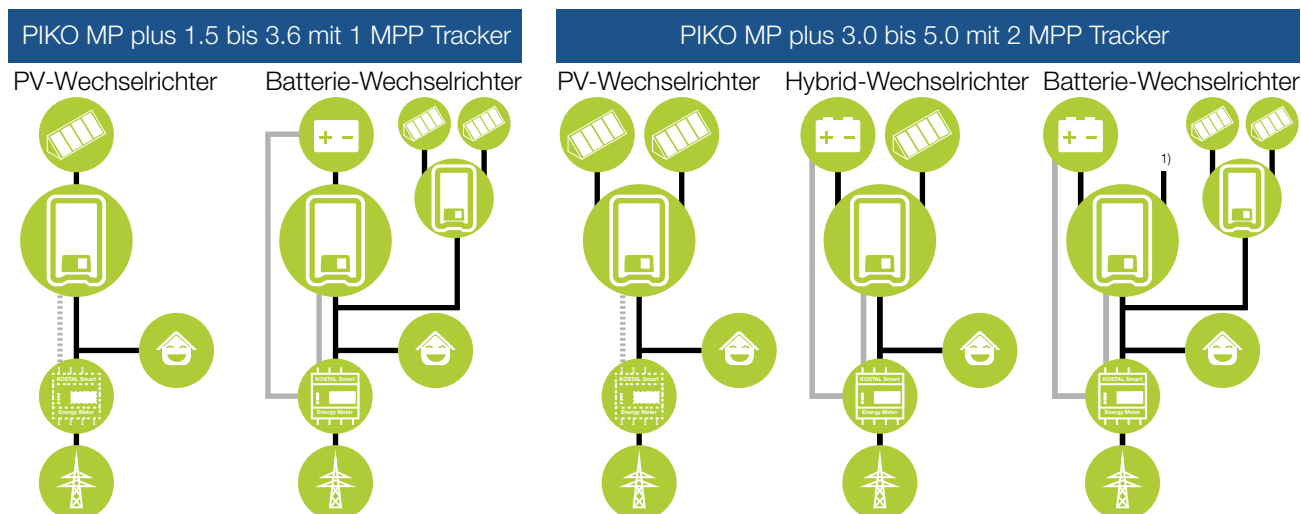 PIKO MP plus 1.5 bis 3.6 mit 1 MPP Tracker
PIKO MP plus 3.0 bis 5.0 mit 2 MPP Tracker
PV-Wechselrichter
Batterie-Wechselrichter
PV-Wechselrichter
Hybrid-Wechselrichter
Batterie-Wechselrichter
+ -
+ -
+ -
1)
KOSTAL Smart
Energy Meter
KOSTAL Smart
Energy Meter
KOSTAL Smart
Energy Meter
KOSTAL Smart
Energy Meter
KOSTAL Smart
Energy Meter